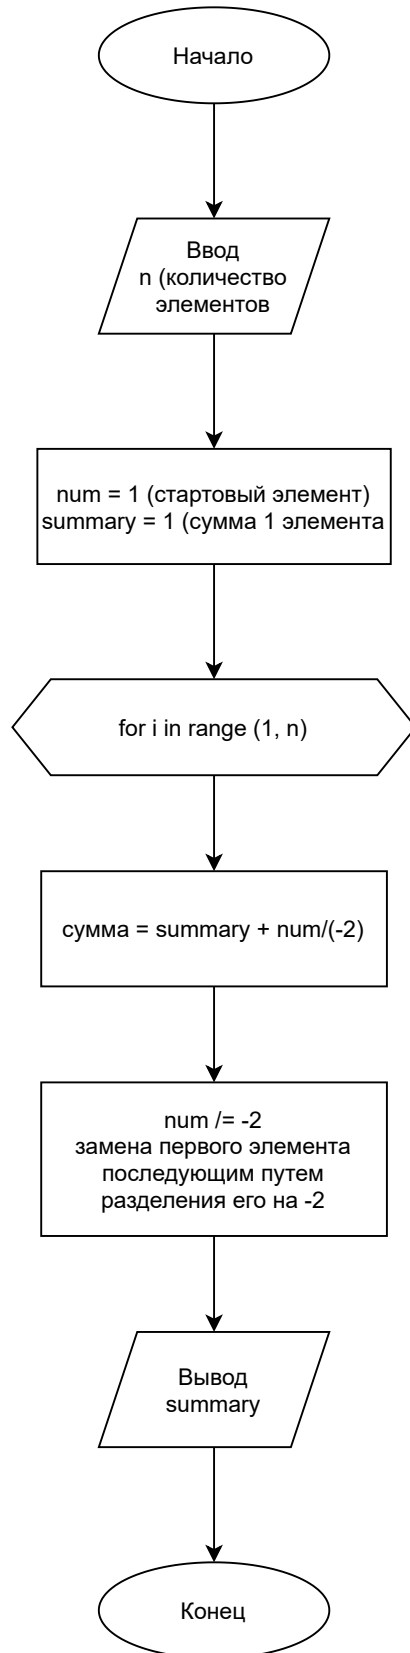 Начало
Ввод
n (количество
элементов
num = 1 (стартовый элемент)
summary = 1 (сумма 1 элемента
for i in range (1, n)
сумма = summary + num/(-2)
num /= -2
замена первого элемента
последующим путем
разделения его на -2
Вывод
summary
Конец